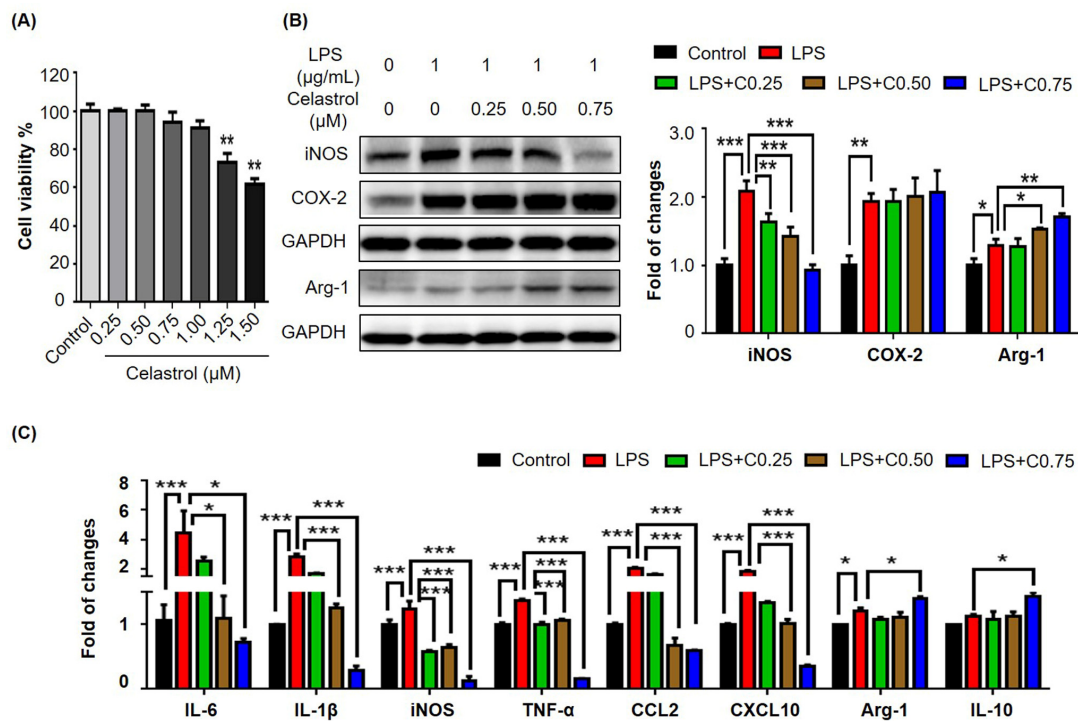 (A)
Cell viability %
120
100
80
60
40
20
0
** **
Control 0.25 0.50 0.75 1.00 1.25 1.50
Celastrol (μM)
(B)
LPS (μg/mL) 0 1 1 1 1
Celastrol (μM) 0 0 0.25 0.50 0.75
iNOS
COX-2
GAPDH
Arg-1
GAPDH
Control LPS
LPS+C0.25 LPS+C0.50 LPS+C0.75
Fold of changes
3.0
2.0
1.0
0
*** *** *** **
**
* * **
iNOS COX-2 Arg-1
(C)
Control LPS LPS+C0.25 LPS+C0.50 LPS+C0.75
Fold of changes
8
6
4
2
1
0
*** * *
*** *** ***
*** *** *** ***
*** *** *** ***
*** *** ***
*** *** ***
* *
*
IL-6 IL-1β iNOS TNF-α CCL2 CXCL10 Arg-1 IL-10